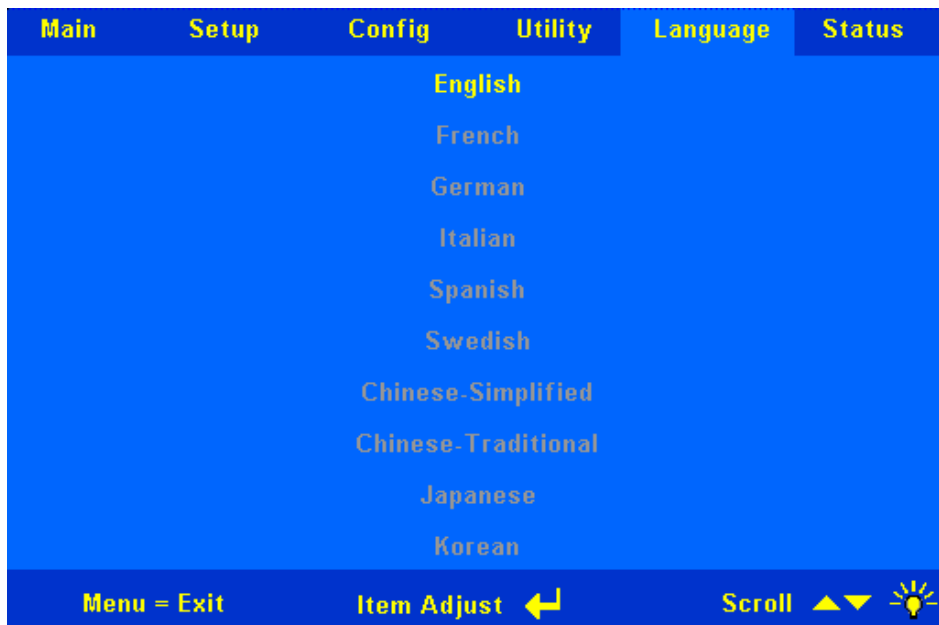 Main Setup Config Utility Language Status
English
French
German
Italian
Spanish
Swedish
Chinese-Simplified
Chinese-Traditional
Japanese
Korean
Menu = Exit Item Adjust Scroll